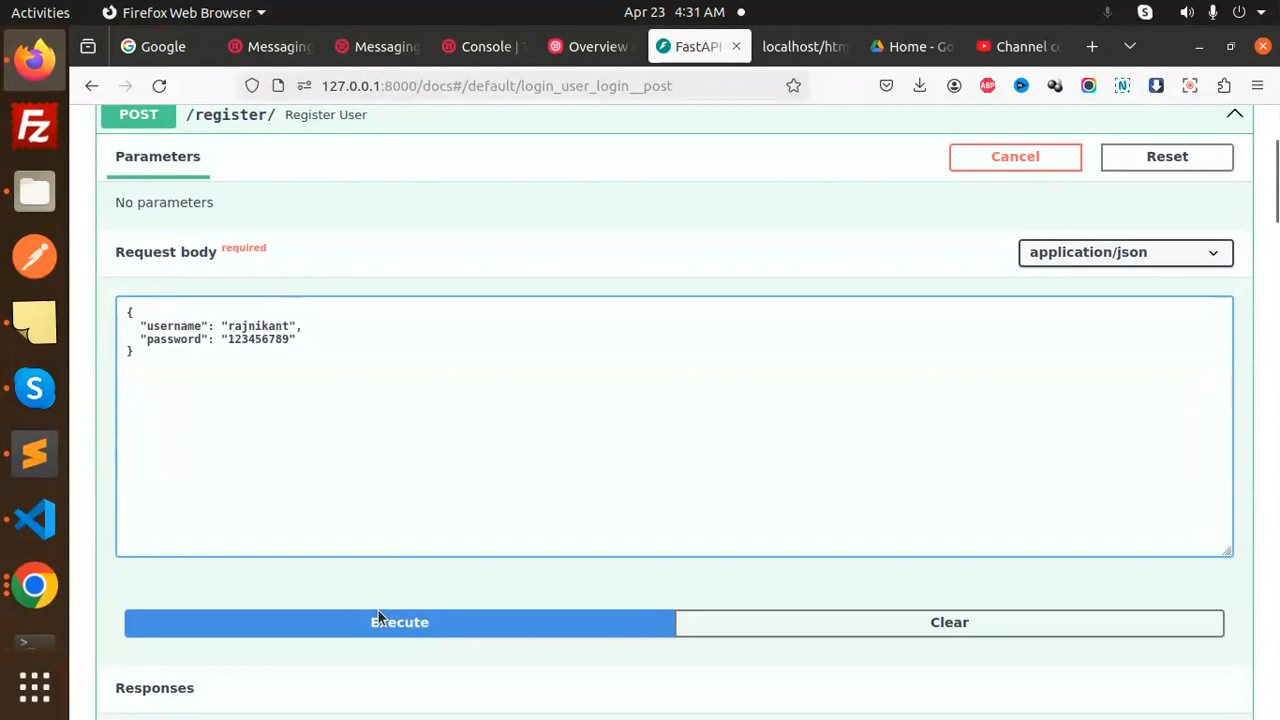 Activities
Firefox Web Browser
Apr 23 4:31 AM
Google
Messaging
Messaging
Console | T
Overview
FastAPI
localhost/htm
Home - Go
Channel co
127.0.0.1:8000/docs#/default/login_user_login__post
ABP
POST /register/ Register User
Parameters
Cancel
Reset
No parameters
Request body required
application/json
{
"username": "rajnikant",
"password": "123456789"
}
Execute
Clear
Responses